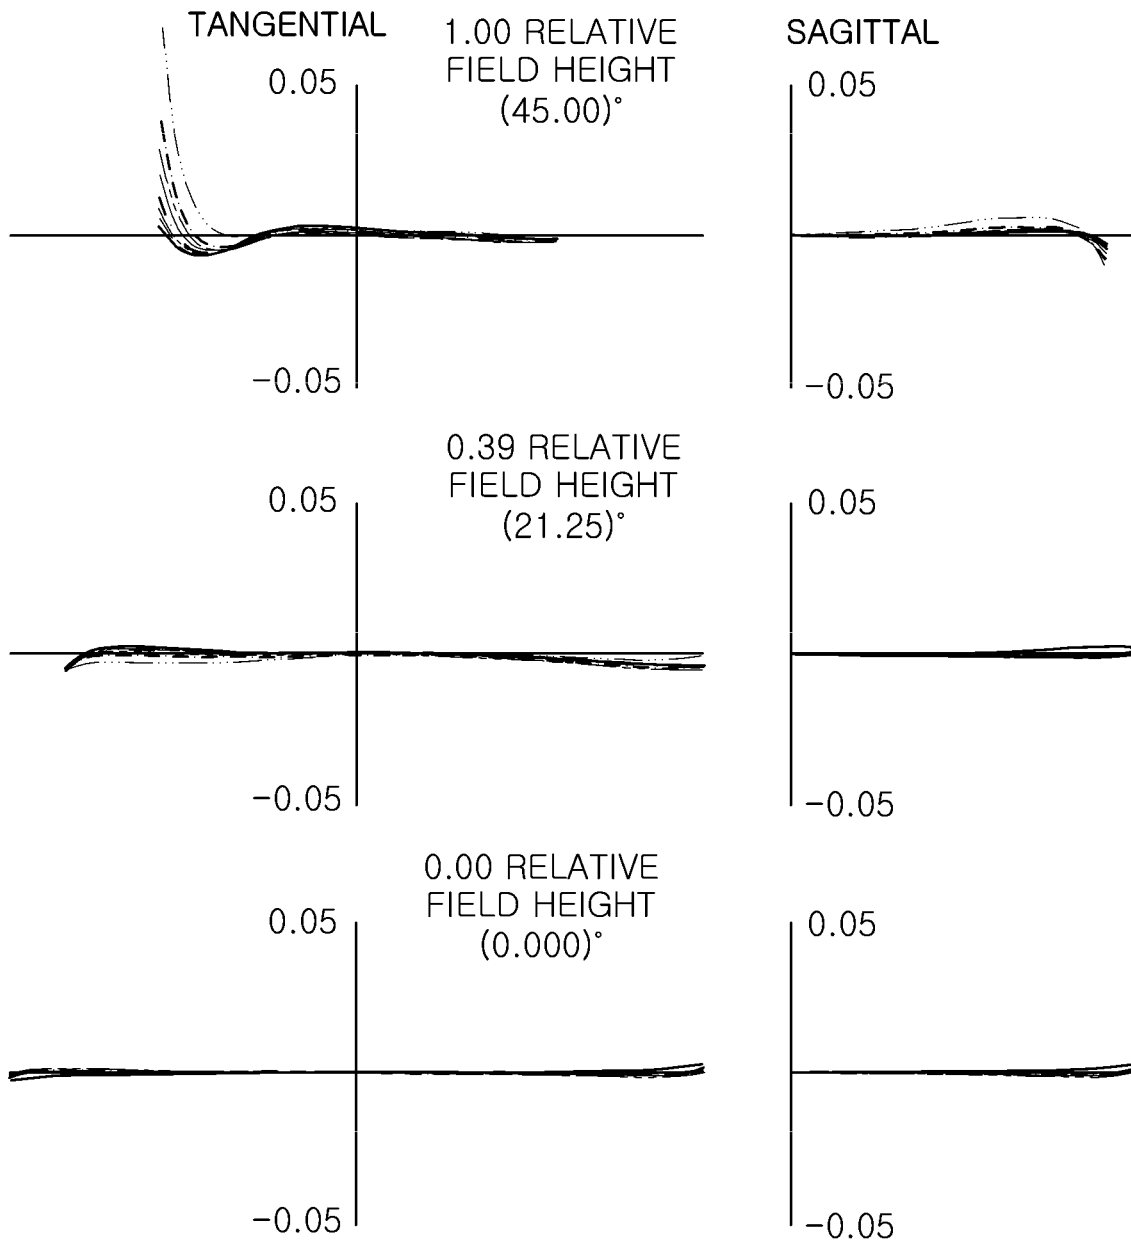 TANGENTIAL
1.00 RELATIVE
FIELD HEIGHT
(45.00)°
SAGITTAL
0.05
0.05
-0.05
-0.05
0.39 RELATIVE
FIELD HEIGHT
(21.25)°
0.05
0.05
-0.05
-0.05
0.00 RELATIVE
FIELD HEIGHT
(0.000)°
0.05
0.05
-0.05
-0.05